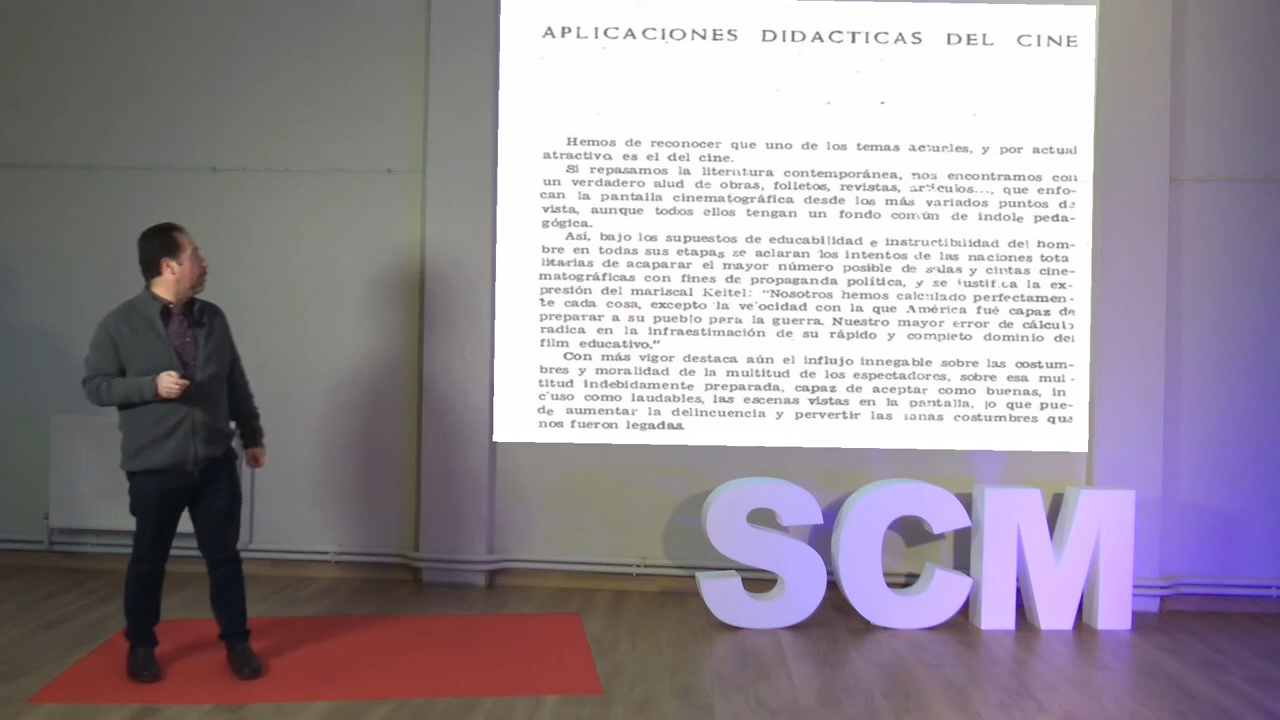 APLICACIONES DIDACTICAS DEL CINE
Hemos de reconocer que uno de los temas actuales, y por actual
atractivo es el del cine.
Si repasamos la literatura contemporánea, nos encontramos con
un verdadero alud de obras, folletos, revistas, artículos..., que enfo-
can la pantalla cinematográfica desde los más variados puntos de
vista, aunque todos ellos tengan un fondo común de indole peda-
gógica.
Asi, bajo los supuestos de educabilidad e instructibilidad del hom-
bre en todas sus etapas se aclaran los intentos de las naciones tota
litarias de acaparar el mayor número posible de salas y cintas cine-
matográficas con fines de propaganda política, y se justifica la ex-
presión del mariscal Keitel: "Nosotros hemos calculado perfectamen-
te cada cosa, excepto la velocidad con la que América fué capaz de
preparar a su pueblo para la guerra. Nuestro mayor error de cálculo
radica en la infraestimación de su rápido y completo dominio del
film educativo."
Con más vigor destaca aún el influjo innegable sobre las costum-
bres y moralidad de la multitud de los espectadores, sobre esa mul-
titud indebidamente preparada, capaz de aceptar como buenas, in
cluso como laudables, las escenas vistas en la pantalla, lo que pue-
de aumentar la delincuencia y pervertir las sanas costumbres que
nos fueron legadas.
SCM